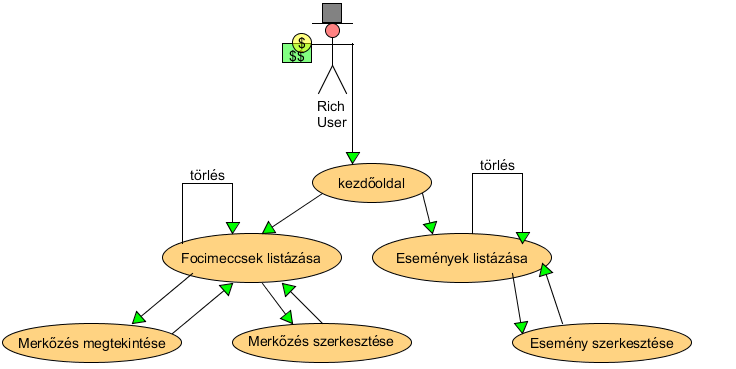 $
$$
Rich
User
kezdőoldal
törlés
törlés
Focimeccsek listázása
Események listázása
Merkőzés megtekintése
Merkőzés szerkesztése
Esemény szerkesztése